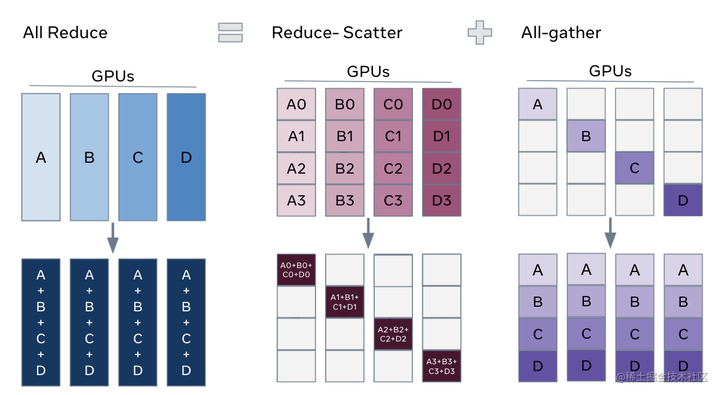 All Reduce = Reduce- Scatter + All-gather
GPUs GPUs GPUs
A B C D
A0 B0 C0 D0
A1 B1 C1 D1
A2 B2 C2 D2
A3 B3 C3 D3
A
B
C
D
A + B + C + D
A + B + C + D
A + B + C + D
A + B + C + D
A0+B0+
C0+D0
A1+B1+
C1+D1
A2+B2+
C2+D2
A3+B3+
C3+D3
A A A A
B B B B
C C C C
D D D D
@稀土掘金技术社区